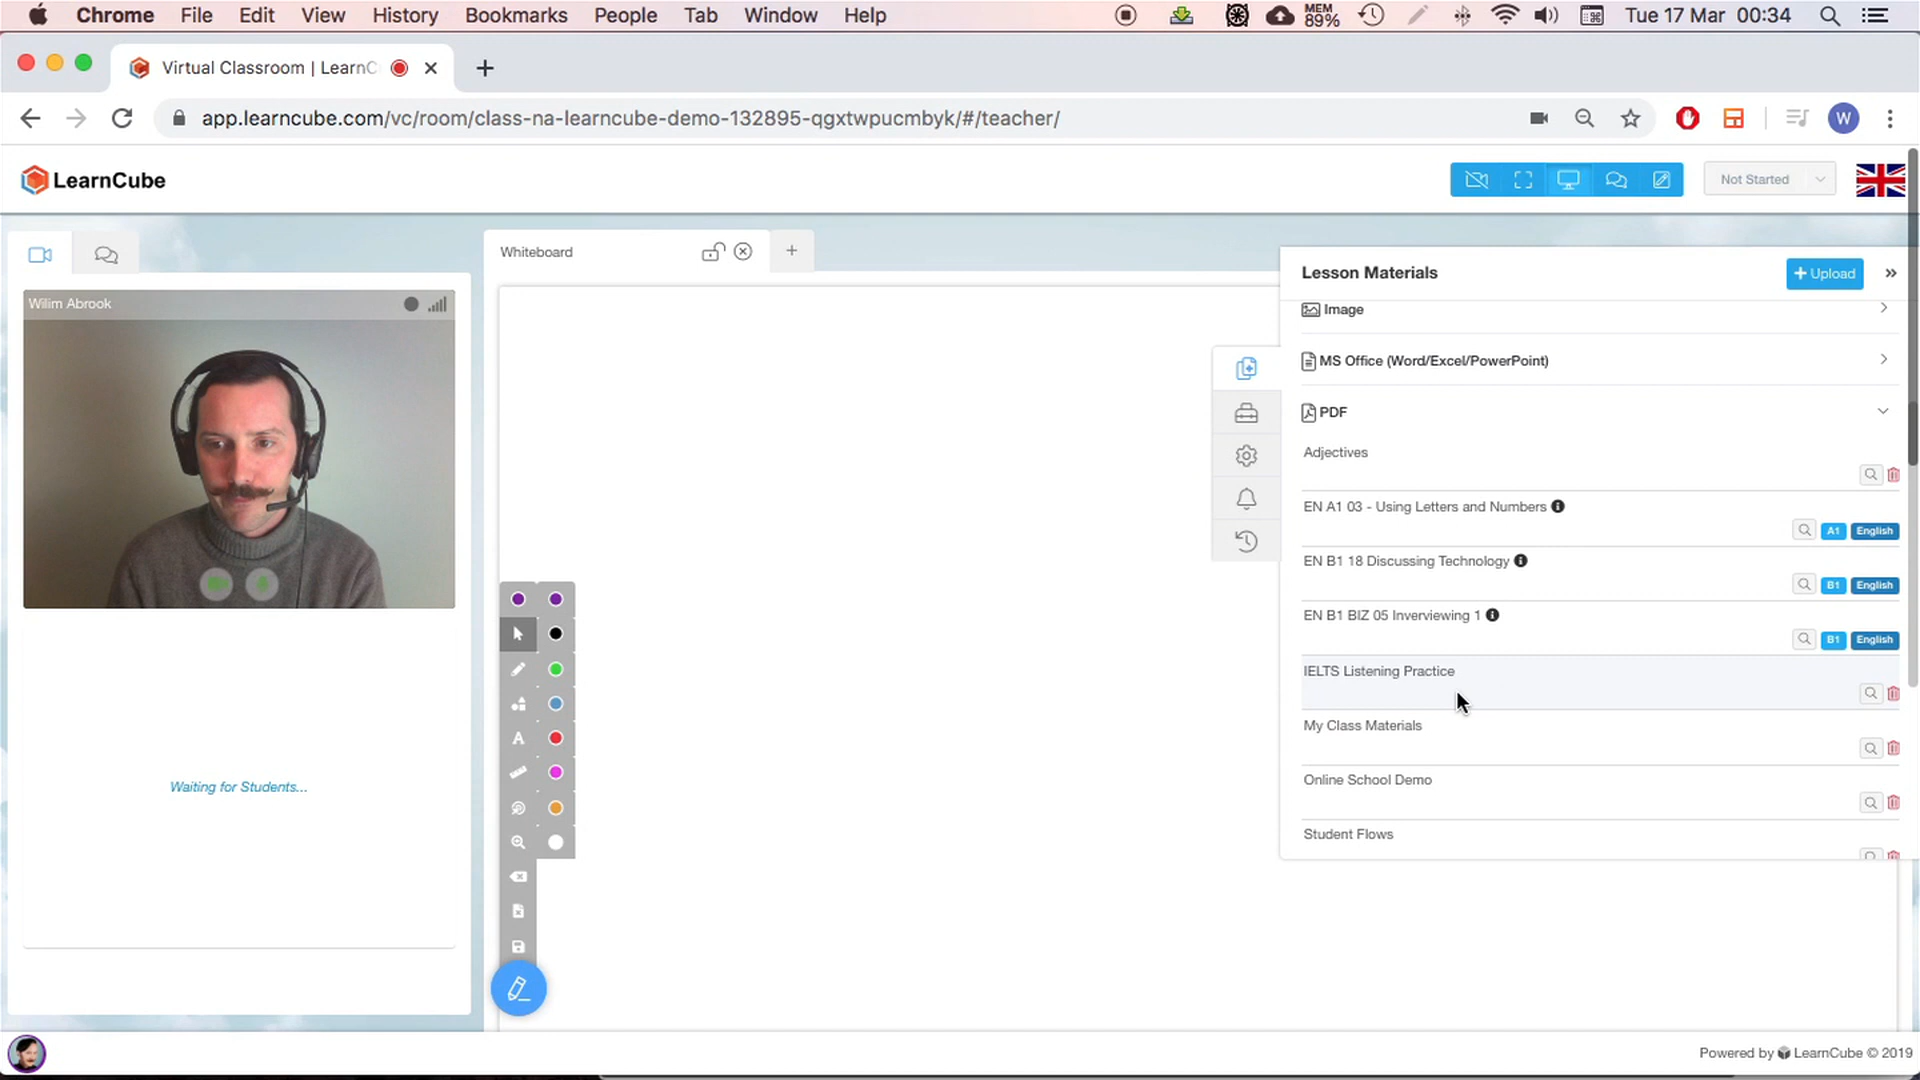 Chrome File Edit View History Bookmarks People Tab Window Help MEM 89% Tue 17 Mar 00:34
Virtual Classroom | LearnC
app.learncube.com/vc/room/class-na-learncube-demo-132895-qgxtwpucmbyk/#/teacher/ W
LearnCube Not Started
Whiteboard
Lesson Materials Upload
Wilim Abrook
Image
MS Office (Word/Excel/PowerPoint)
PDF
Adjectives
EN A1 03 - Using Letters and Numbers
A1 English
EN B1 18 Discussing Technology
B1 English
EN B1 BIZ 05 Inverviewing 1
B1 English
IELTS Listening Practice
My Class Materials
Online School Demo
Student Flows
A
Waiting for Students...
Powered by LearnCube © 2019